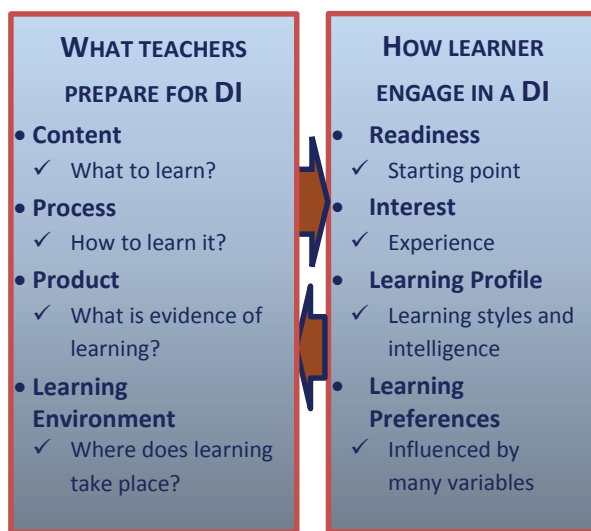 WHAT TEACHERS
PREPARE FOR DI
• Content
✓ What to learn?
• Process
✓ How to learn it?
• Product
✓ What is evidence of
learning?
• Learning
Environment
✓ Where does learning
take place?
HOW LEARNER
ENGAGE IN A DI
• Readiness
✓ Starting point
• Interest
✓ Experience
• Learning Profile
✓ Learning styles and
intelligence
• Learning
Preferences
✓ Influenced by
many variables